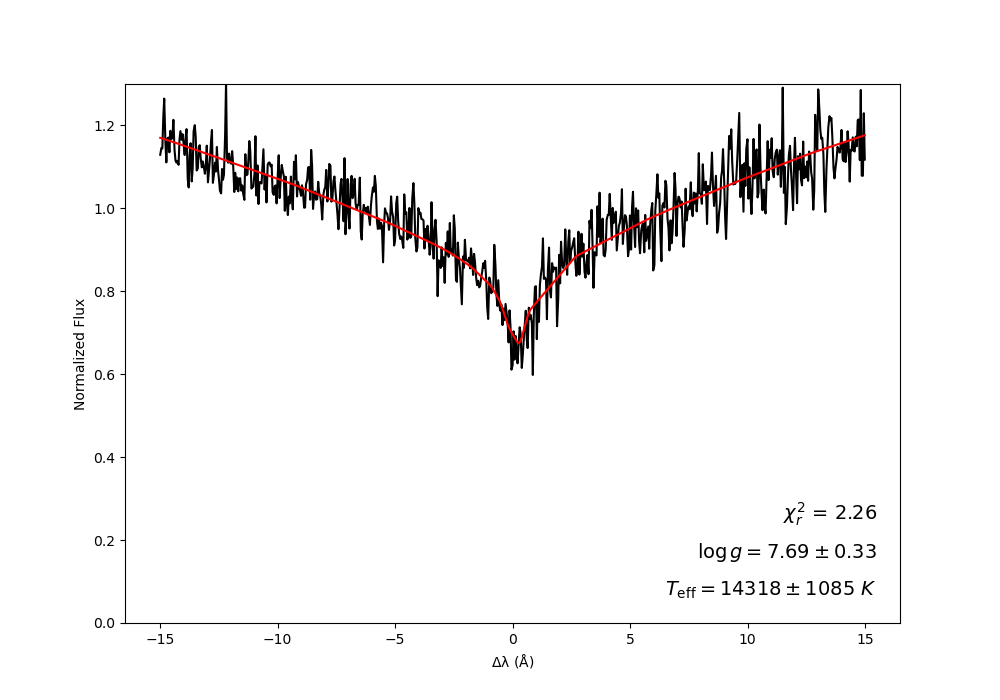 Normalized Flux
1.2
1.0
0.8
0.6
0.4
0.2
0.0
χ²ᵣ = 2.26
log g = 7.69 ± 0.33
T_eff = 14318 ± 1085 K
−15
−10
−5
0
5
10
15
Δλ (Å)